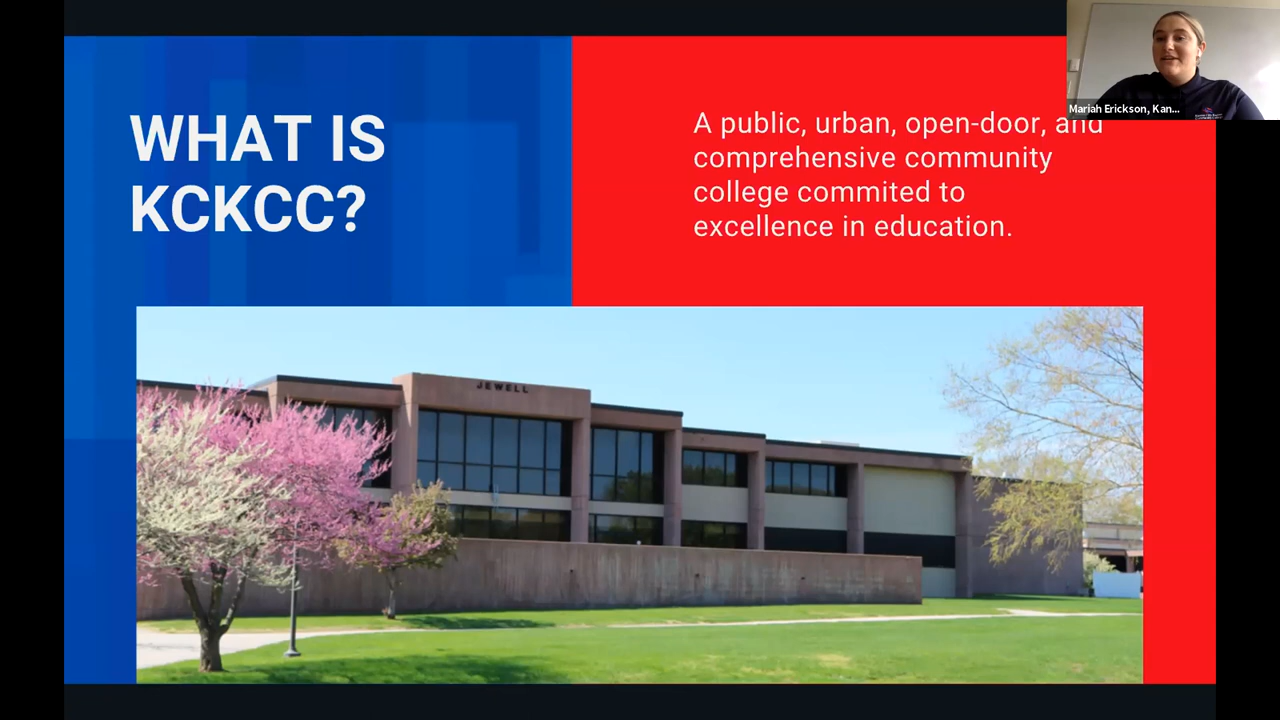 WHAT IS
KCKCC?
A public, urban, open-door, and
comprehensive community
college commited to
excellence in education.
Mariah Erickson, Kan...
JEWELL